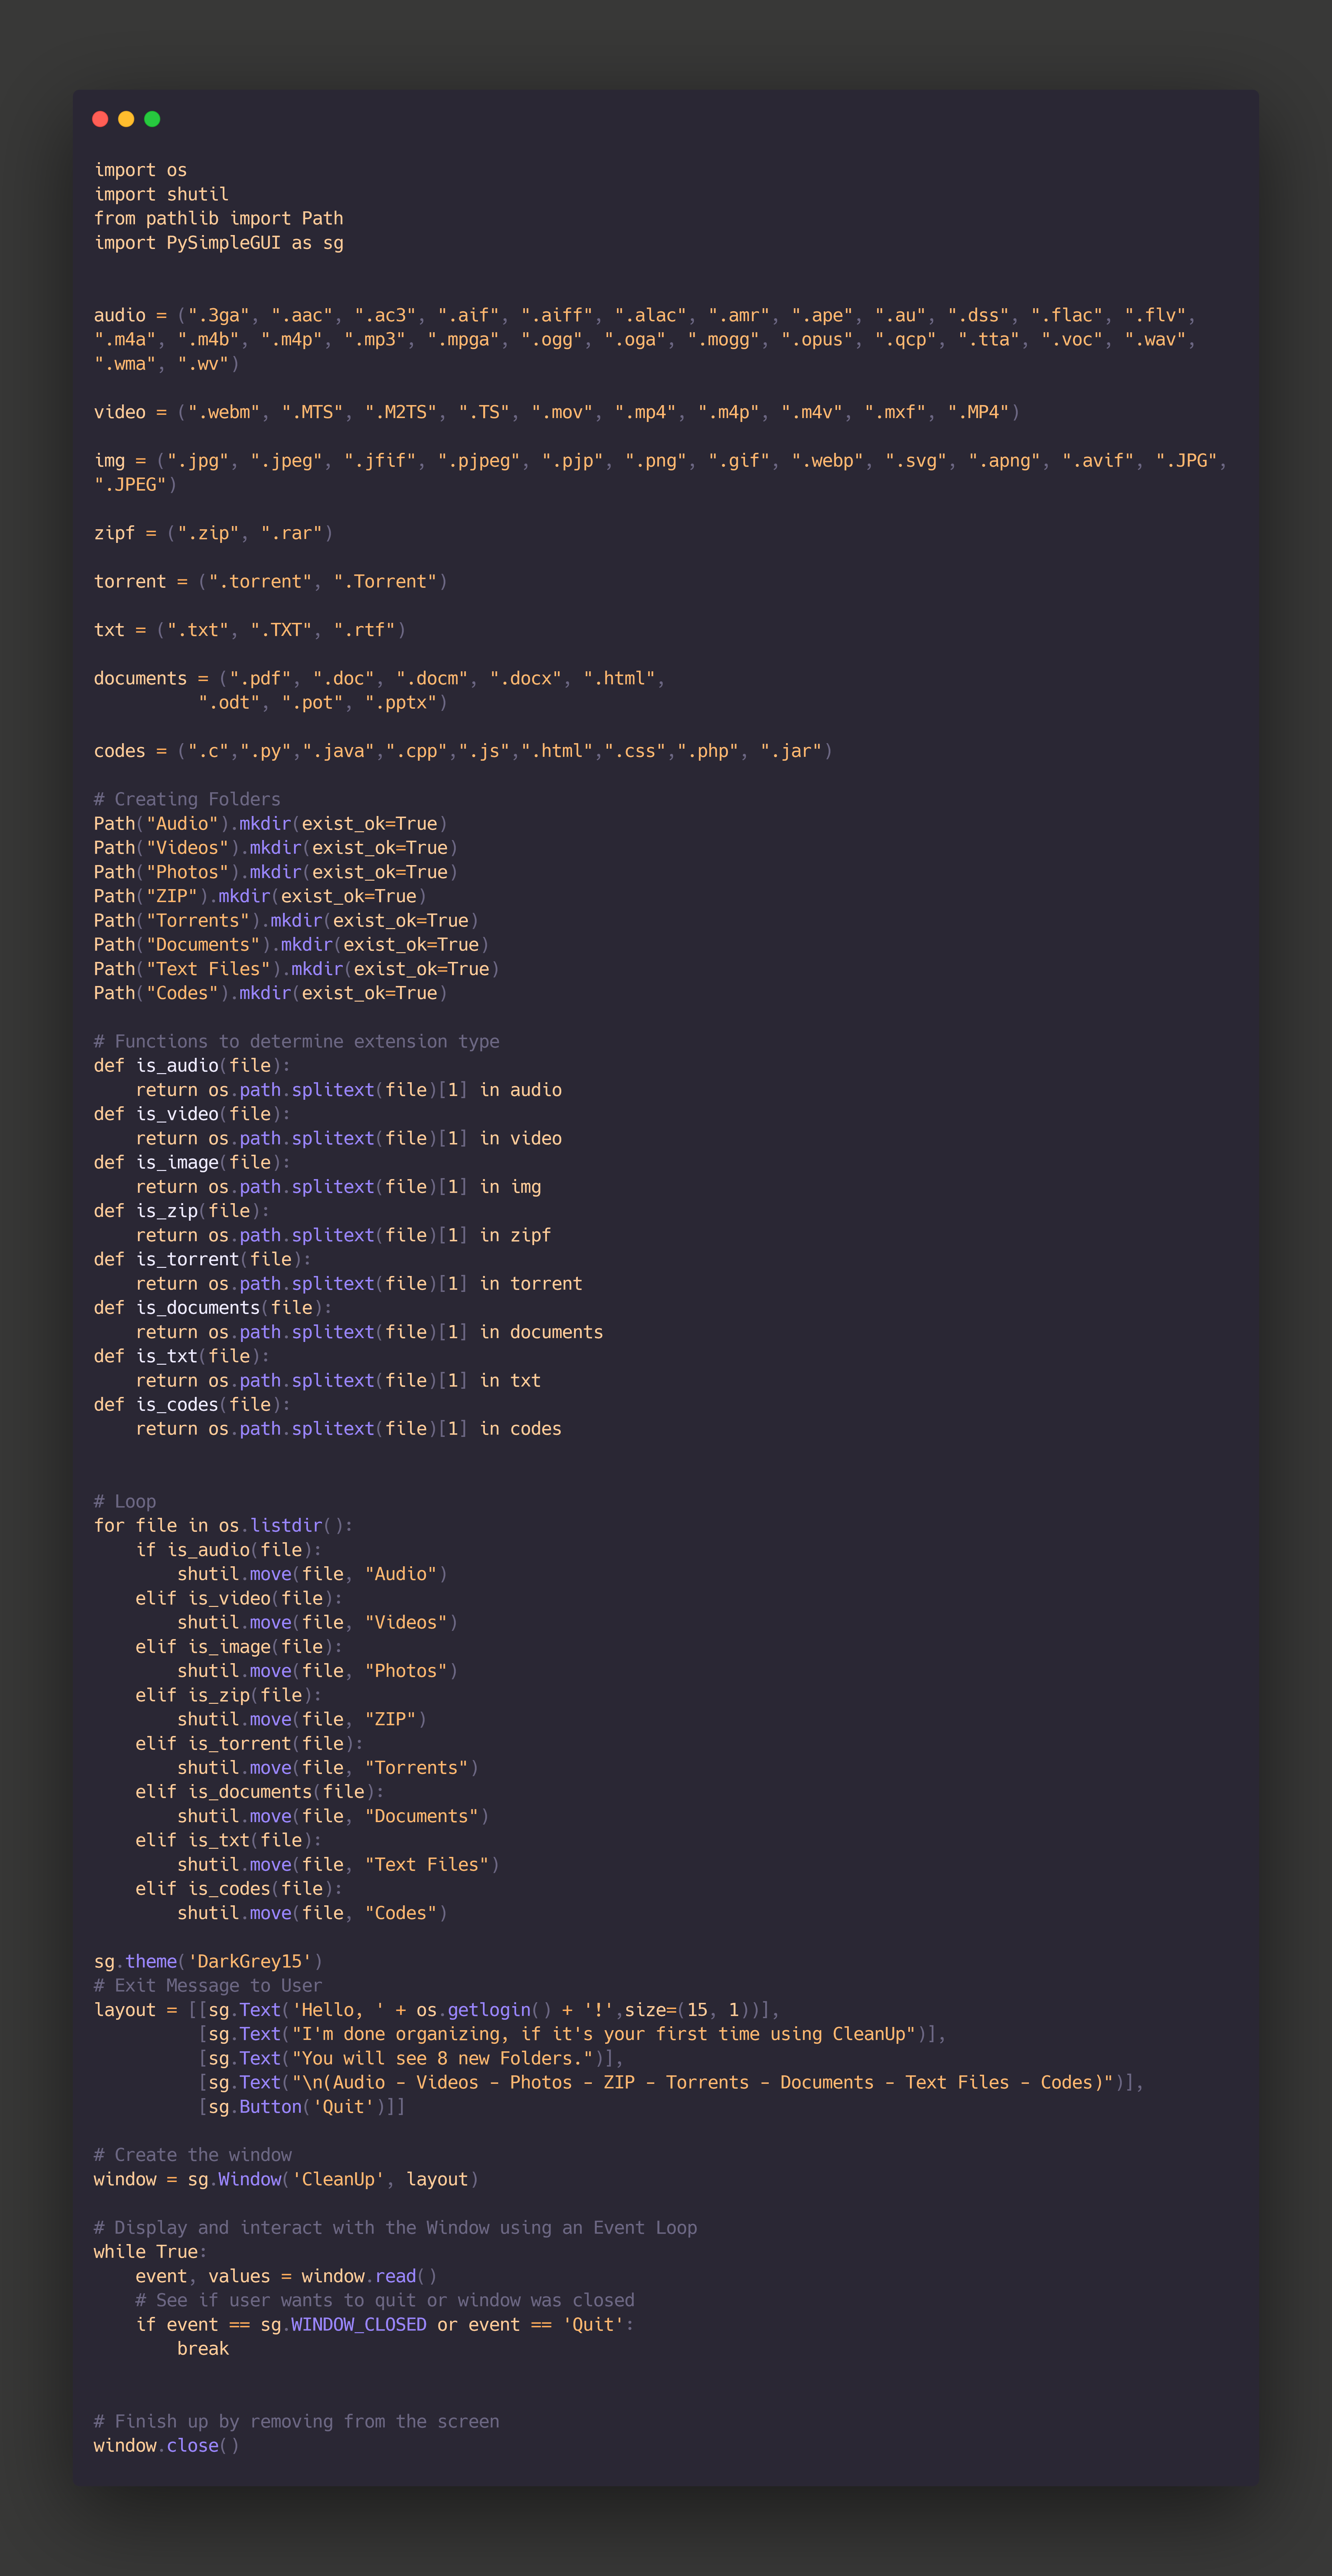 import os
import shutil
from pathlib import Path
import PySimpleGUI as sg
audio = (".3ga", ".aac", ".ac3", ".aif", ".aiff", ".alac", ".amr", ".ape", ".au", ".dss", ".flac", ".flv",
".m4a", ".m4b", ".m4p", ".mp3", ".mpga", ".ogg", ".oga", ".mogg", ".opus", ".qcp", ".tta", ".voc", ".wav",
".wma", ".wv")
video = (".webm", ".MTS", ".M2TS", ".TS", ".mov", ".mp4", ".m4p", ".m4v", ".mxf", ".MP4")
img = (".jpg", ".jpeg", ".jfif", ".pjpeg", ".pjp", ".png", ".gif", ".webp", ".svg", ".apng", ".avif", ".JPG",
".JPEG")
zipf = (".zip", ".rar")
torrent = (".torrent", ".Torrent")
txt = (".txt", ".TXT", ".rtf")
documents = (".pdf", ".doc", ".docm", ".docx", ".html",
          ".odt", ".pot", ".pptx")
codes = (".c",".py",".java",".cpp",".js",".html",".css",".php", ".jar")
# Creating Folders
Path("Audio").mkdir(exist_ok=True)
Path("Videos").mkdir(exist_ok=True)
Path("Photos").mkdir(exist_ok=True)
Path("ZIP").mkdir(exist_ok=True)
Path("Torrents").mkdir(exist_ok=True)
Path("Documents").mkdir(exist_ok=True)
Path("Text Files").mkdir(exist_ok=True)
Path("Codes").mkdir(exist_ok=True)
# Functions to determine extension type
def is_audio(file):
    return os.path.splitext(file)[1] in audio
def is_video(file):
    return os.path.splitext(file)[1] in video
def is_image(file):
    return os.path.splitext(file)[1] in img
def is_zip(file):
    return os.path.splitext(file)[1] in zipf
def is_torrent(file):
    return os.path.splitext(file)[1] in torrent
def is_documents(file):
    return os.path.splitext(file)[1] in documents
def is_txt(file):
    return os.path.splitext(file)[1] in txt
def is_codes(file):
    return os.path.splitext(file)[1] in codes
# Loop
for file in os.listdir():
    if is_audio(file):
        shutil.move(file, "Audio")
    elif is_video(file):
        shutil.move(file, "Videos")
    elif is_image(file):
        shutil.move(file, "Photos")
    elif is_zip(file):
        shutil.move(file, "ZIP")
    elif is_torrent(file):
        shutil.move(file, "Torrents")
    elif is_documents(file):
        shutil.move(file, "Documents")
    elif is_txt(file):
        shutil.move(file, "Text Files")
    elif is_codes(file):
        shutil.move(file, "Codes")
sg.theme('DarkGrey15')
# Exit Message to User
layout = [[sg.Text('Hello, ' + os.getlogin() + '!',size=(15, 1))],
          [sg.Text("I'm done organizing, if it's your first time using CleanUp")],
          [sg.Text("You will see 8 new Folders.")],
          [sg.Text("\n(Audio - Videos - Photos - ZIP - Torrents - Documents - Text Files - Codes)")],
          [sg.Button('Quit')]]
# Create the window
window = sg.Window('CleanUp', layout)
# Display and interact with the Window using an Event Loop
while True:
    event, values = window.read()
    # See if user wants to quit or window was closed
    if event == sg.WINDOW_CLOSED or event == 'Quit':
        break
# Finish up by removing from the screen
window.close()